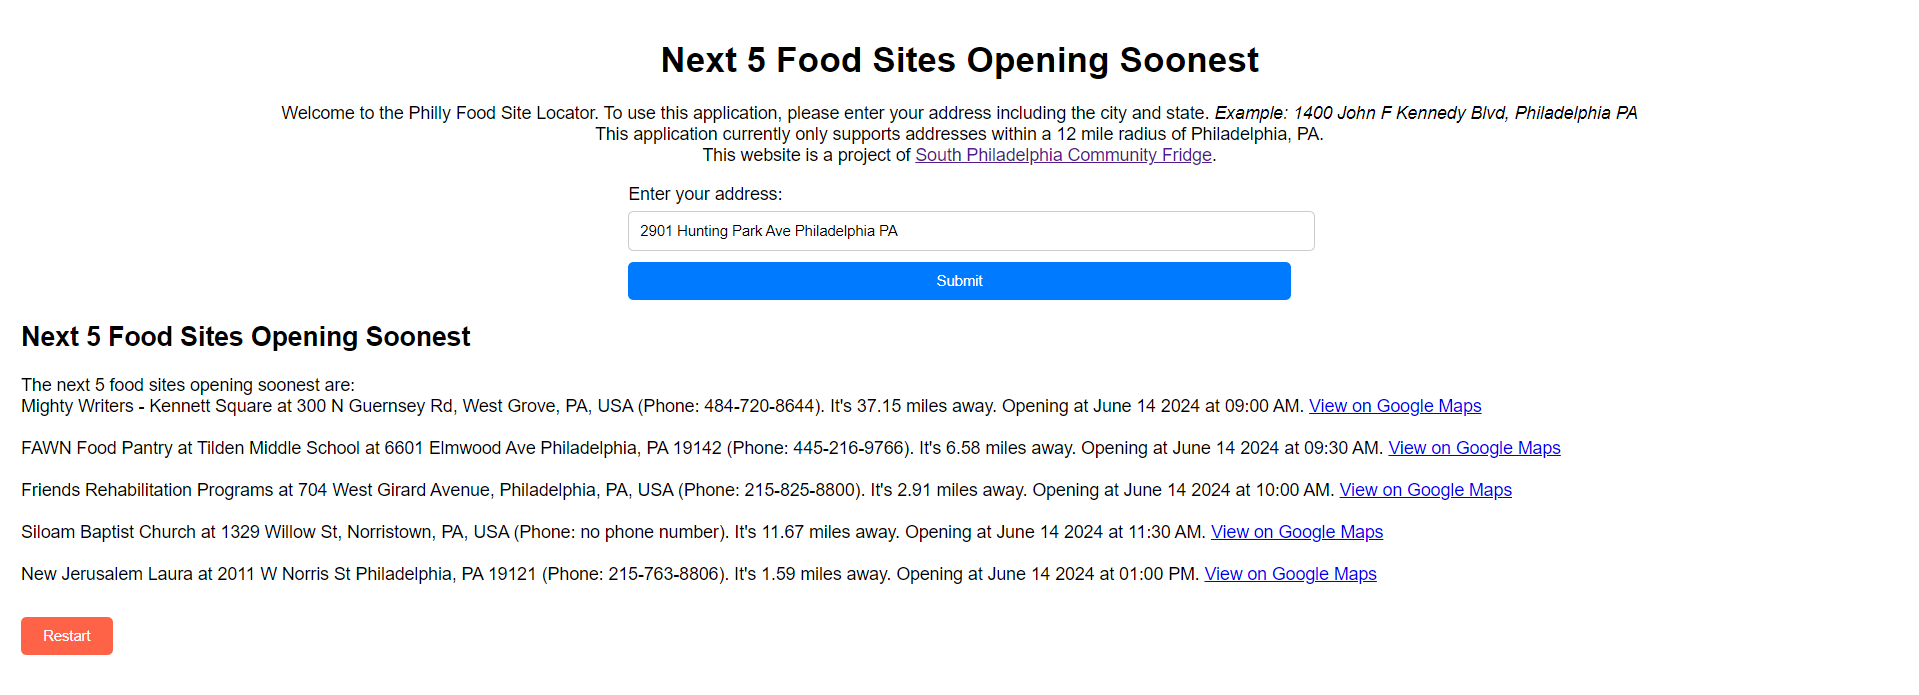 Next 5 Food Sites Opening Soonest
Welcome to the Philly Food Site Locator. To use this application, please enter your address including the city and state. Example: 1400 John F Kennedy Blvd, Philadelphia PA
This application currently only supports addresses within a 12 mile radius of Philadelphia, PA.
This website is a project of South Philadelphia Community Fridge.
Enter your address:
2901 Hunting Park Ave Philadelphia PA
Submit
Next 5 Food Sites Opening Soonest
The next 5 food sites opening soonest are:
Mighty Writers - Kennett Square at 300 N Guernsey Rd, West Grove, PA, USA (Phone: 484-720-8644). It's 37.15 miles away. Opening at June 14 2024 at 09:00 AM. View on Google Maps
FAWN Food Pantry at Tilden Middle School at 6601 Elmwood Ave Philadelphia, PA 19142 (Phone: 445-216-9766). It's 6.58 miles away. Opening at June 14 2024 at 09:30 AM. View on Google Maps
Friends Rehabilitation Programs at 704 West Girard Avenue, Philadelphia, PA, USA (Phone: 215-825-8800). It's 2.91 miles away. Opening at June 14 2024 at 10:00 AM. View on Google Maps
Siloam Baptist Church at 1329 Willow St, Norristown, PA, USA (Phone: no phone number). It's 11.67 miles away. Opening at June 14 2024 at 11:30 AM. View on Google Maps
New Jerusalem Laura at 2011 W Norris St Philadelphia, PA 19121 (Phone: 215-763-8806). It's 1.59 miles away. Opening at June 14 2024 at 01:00 PM. View on Google Maps
Restart